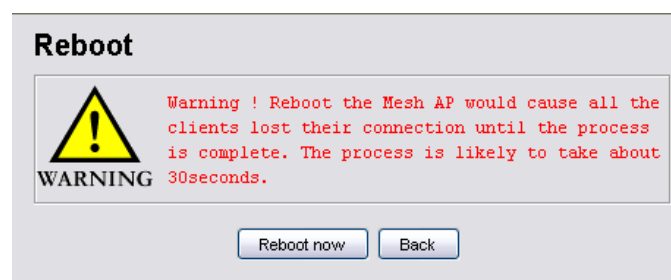 Reboot
Warning ! Reboot the Mesh AP would cause all the
clients lost their connection until the process
is complete. The process is likely to take about
30seconds.
WARNING
Reboot now
Back